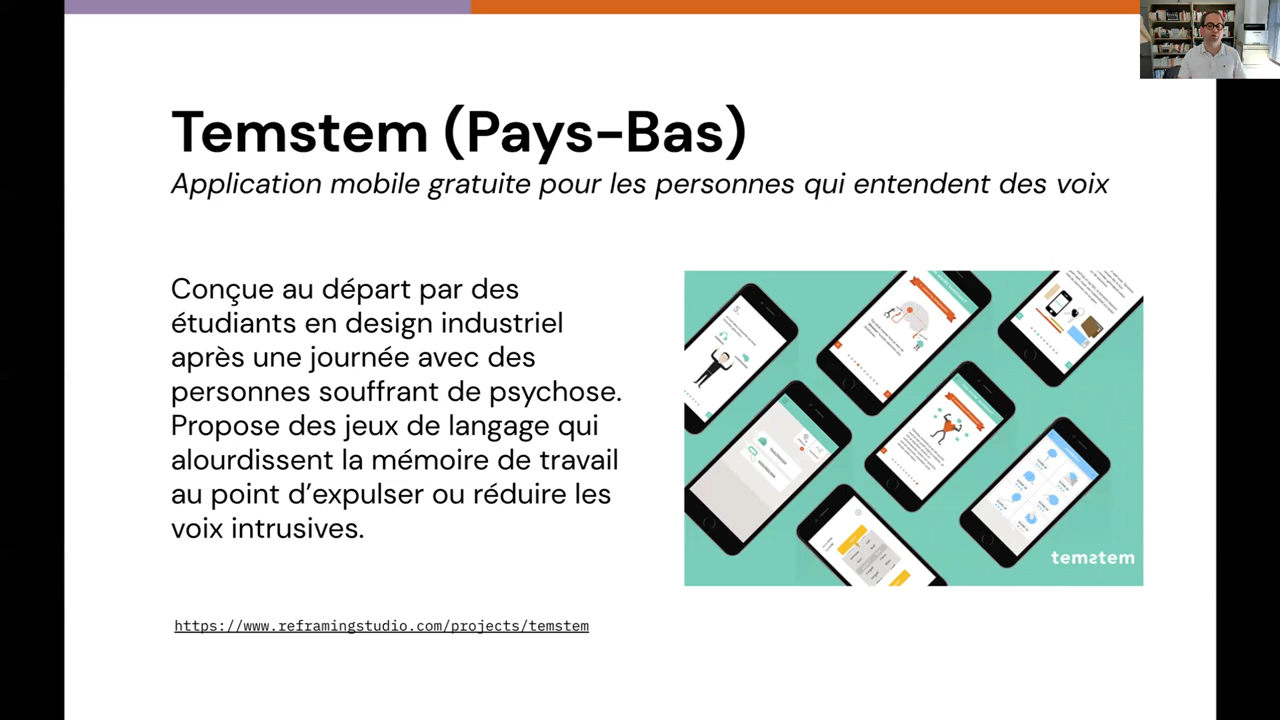 Temstem (Pays-Bas)
Application mobile gratuite pour les personnes qui entendent des voix
Conçue au départ par des
étudiants en design industriel
après une journée avec des
personnes souffrant de psychose.
Propose des jeux de langage qui
alourdissent la mémoire de travail
au point d’expulser ou réduire les
voix intrusives.
temstem
https://www.reframingstudio.com/projects/temstem